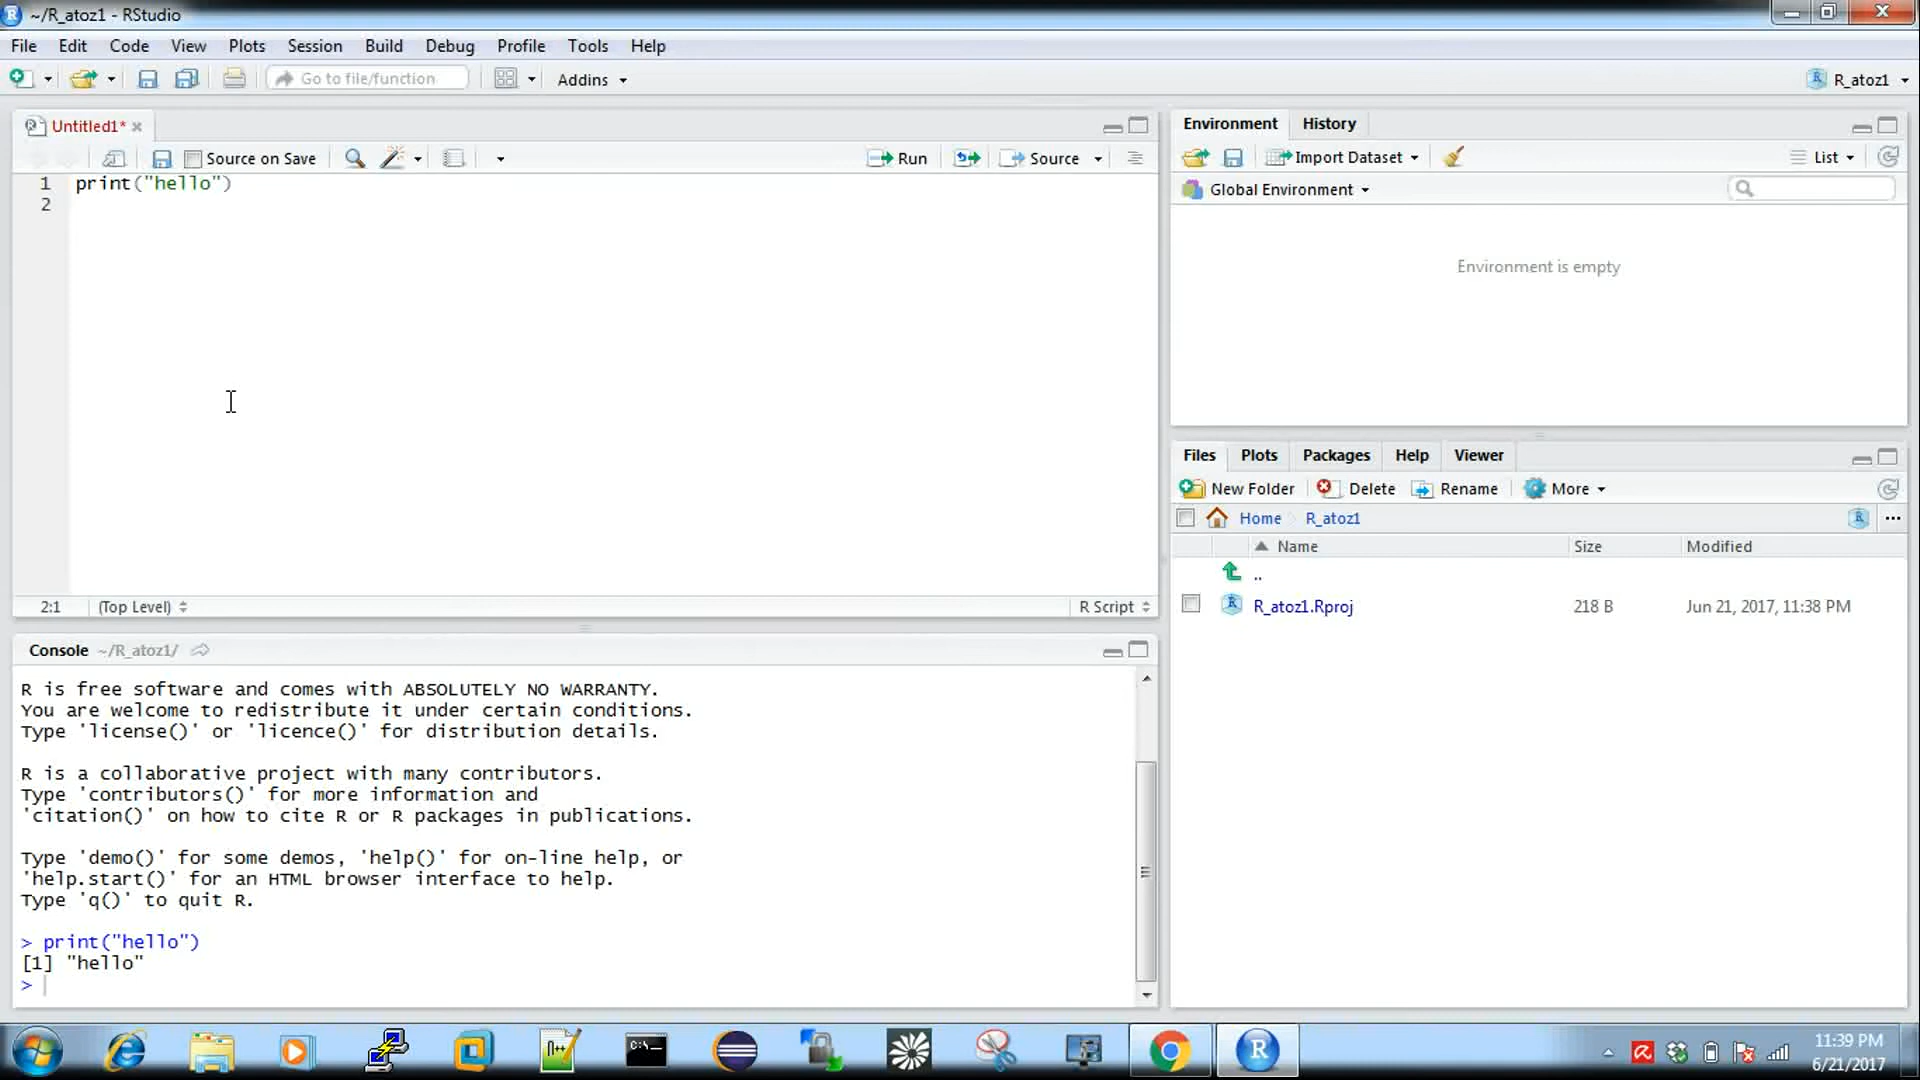 ~/R_atoz1 - RStudio
File Edit Code View Plots Session Build Debug Profile Tools Help
Go to file/function Addins R_atoz1
Untitled1*
Source on Save Run Source
1 print("hello")
2
2:1 (Top Level) R Script
Console ~/R_atoz1/
R is free software and comes with ABSOLUTELY NO WARRANTY.
You are welcome to redistribute it under certain conditions.
Type 'license()' or 'licence()' for distribution details.
R is a collaborative project with many contributors.
Type 'contributors()' for more information and
'citation()' on how to cite R or R packages in publications.
Type 'demo()' for some demos, 'help()' for on-line help, or
'help.start()' for an HTML browser interface to help.
Type 'q()' to quit R.
> print("hello")
[1] "hello"
>
Environment History
Import Dataset List
Global Environment
Environment is empty
Files Plots Packages Help Viewer
New Folder Delete Rename More
Home R_atoz1
Name Size Modified
..
R_atoz1.Rproj 218 B Jun 21, 2017, 11:38 PM
11:39 PM
6/21/2017